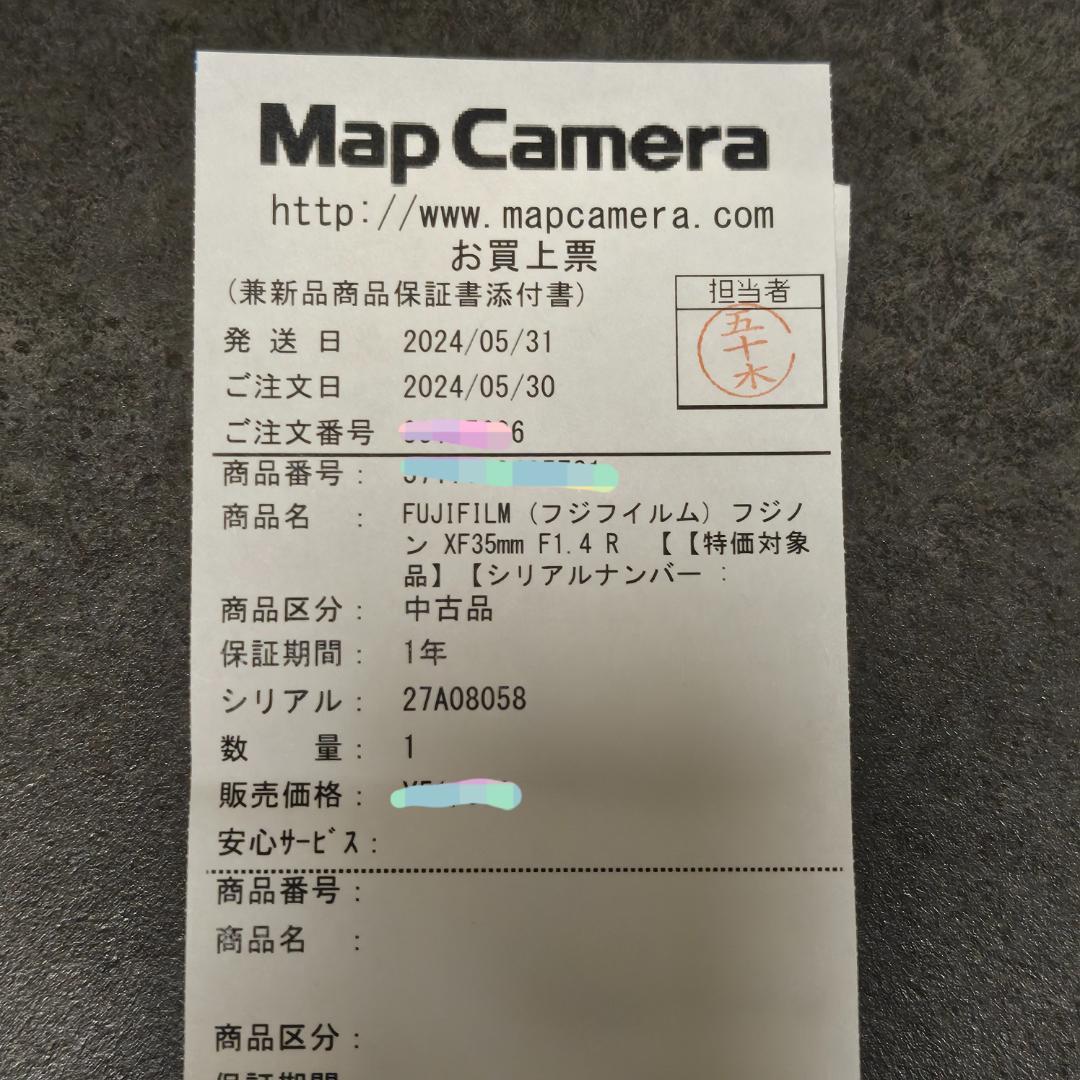 Map Camera
http://www.mapcamera.com
お買上票
(兼新品商品保証書添付書)
担当者
五十水
発 送 日 2024/05/31
ご注文日 2024/05/30
ご注文番号 6
商品番号:
商品名 : FUJIFILM (フジフイルム) フジノ
ン XF35mm F1.4 R 【【特価対象
品】【シリアルナンバー :
商品区分: 中古品
保証期間: 1年
シリアル: 27A08058
数 量: 1
販売価格:
安心サービス:
商品番号:
商品名 :
商品区分:
保証期間